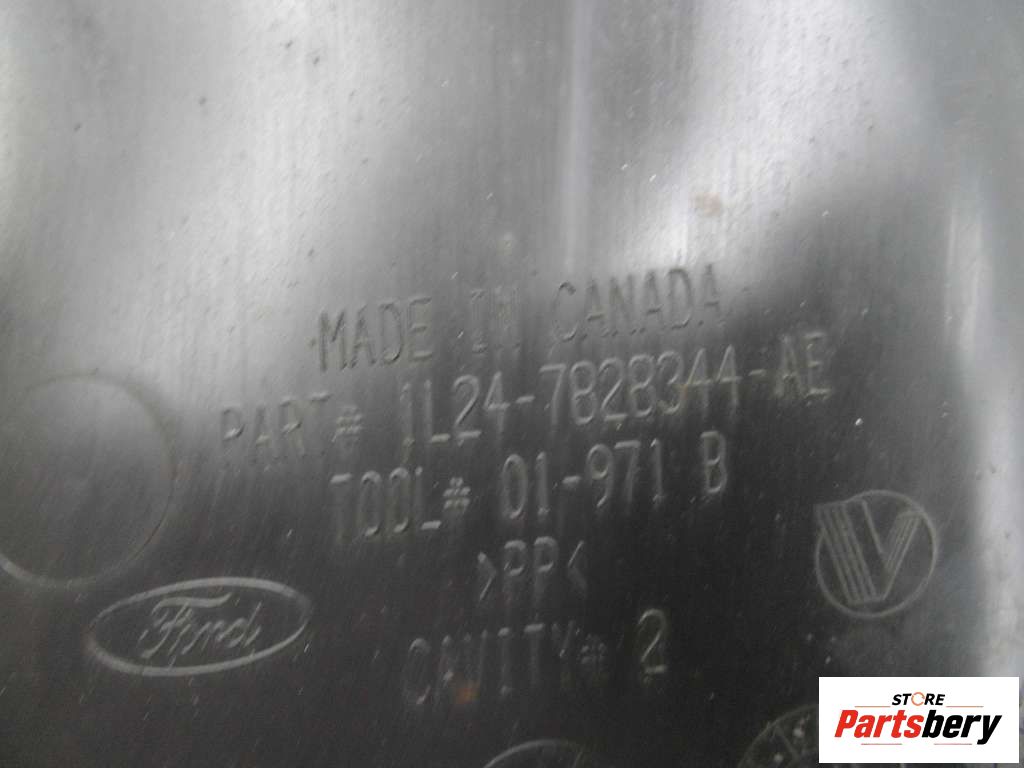 MADE IN CANADA
PART# 1L24-7828344-AE
TOOL# 01-971 B
>PP<
Ford
CAVITY# 2
STORE
Partsbery